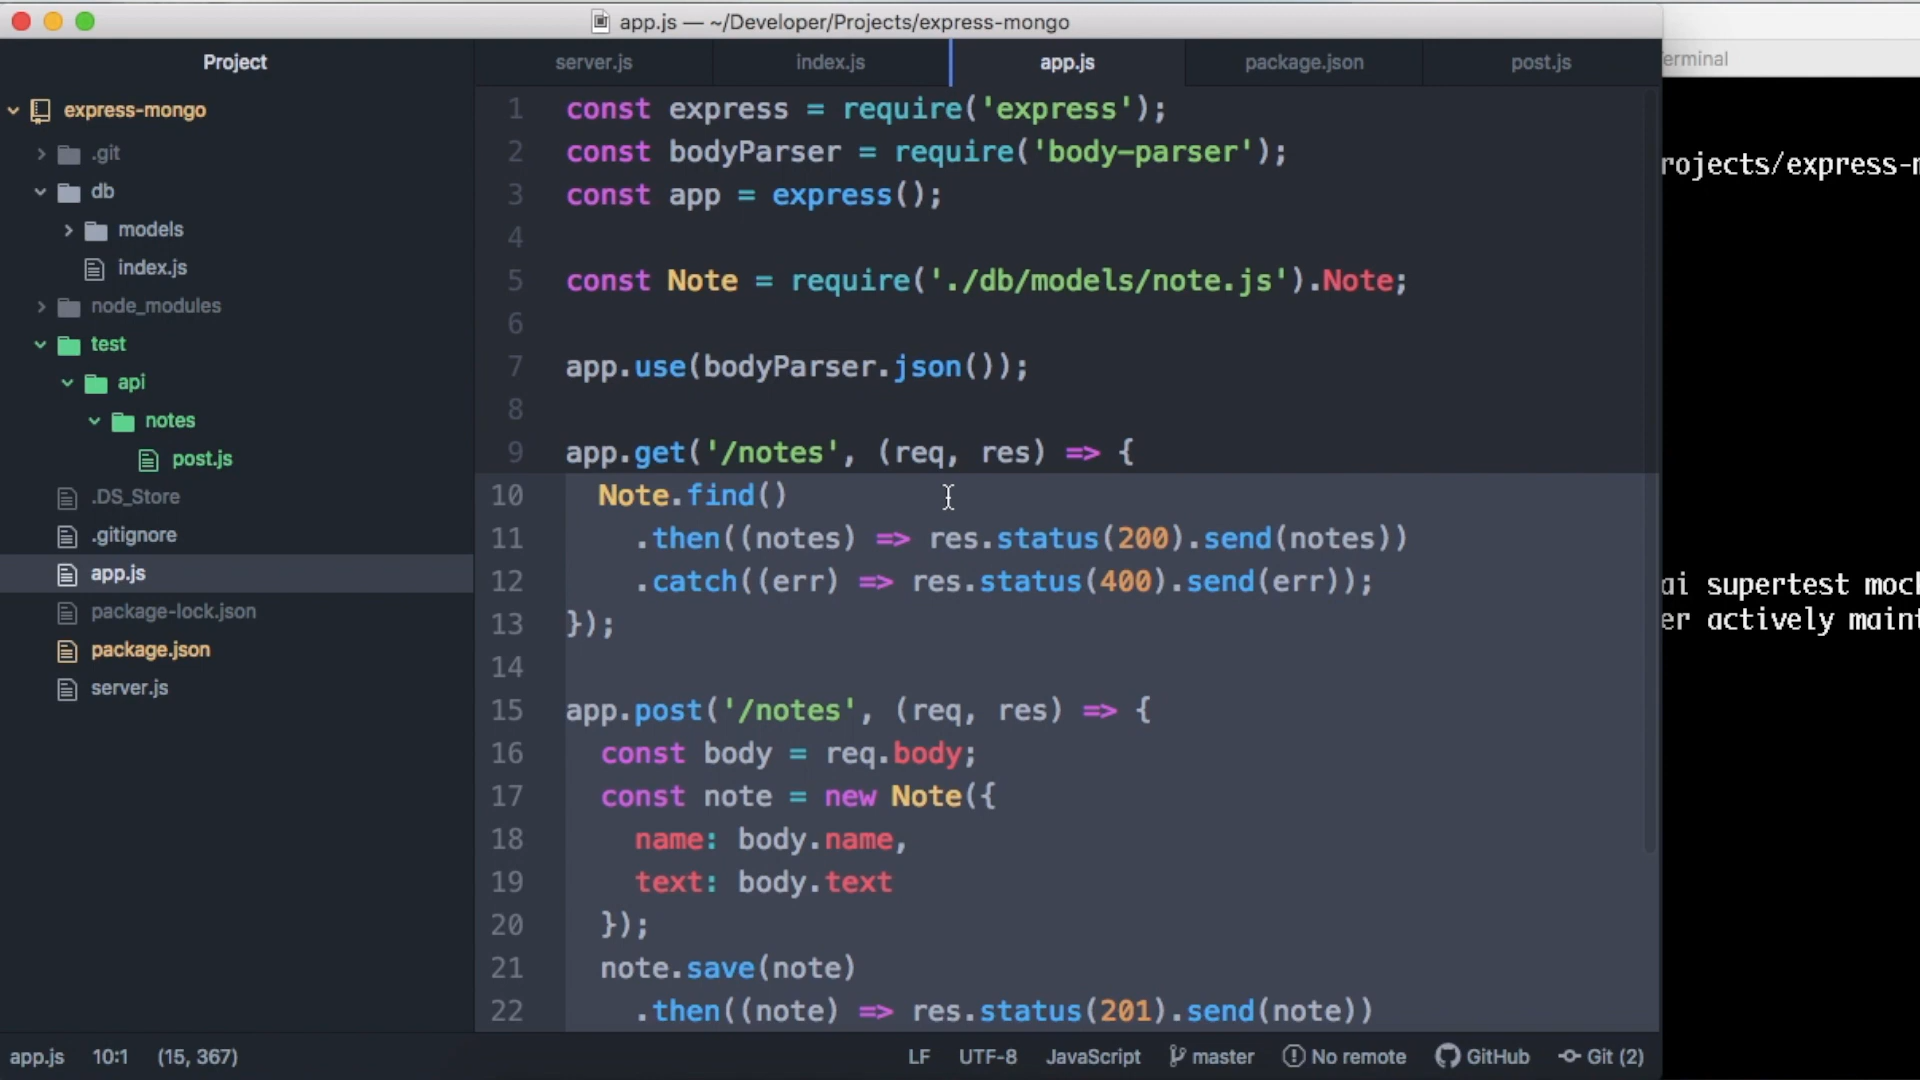 app.js — ~/Developer/Projects/express-mongo
Project
express-mongo
.git
db
models
index.js
node_modules
test
api
notes
post.js
.DS_Store
.gitignore
app.js
package-lock.json
package.json
server.js
server.js index.js app.js package.json post.js
1 const express = require('express');
2 const bodyParser = require('body-parser');
3 const app = express();
4
5 const Note = require('./db/models/note.js').Note;
6
7 app.use(bodyParser.json());
8
9 app.get('/notes', (req, res) => {
10 Note.find()
11 .then((notes) => res.status(200).send(notes))
12 .catch((err) => res.status(400).send(err));
13 });
14
15 app.post('/notes', (req, res) => {
16 const body = req.body;
17 const note = new Note({
18 name: body.name,
19 text: body.text
20 });
21 note.save(note)
22 .then((note) => res.status(201).send(note))
app.js 10:1 (15, 367) LF UTF-8 JavaScript master No remote GitHub Git (2)
erminal
rojects/express-
ai supertest moc
er actively main